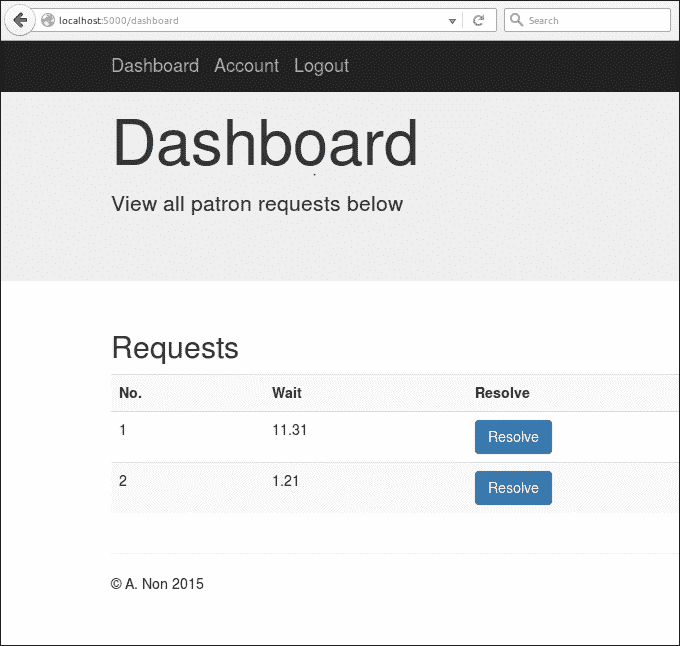 localhost:5000/dashboard
Search
Dashboard Account Logout
Dashboard
View all patron requests below
Requests
No. Wait Resolve
1 11.31 Resolve
2 1.21 Resolve
© A. Non 2015